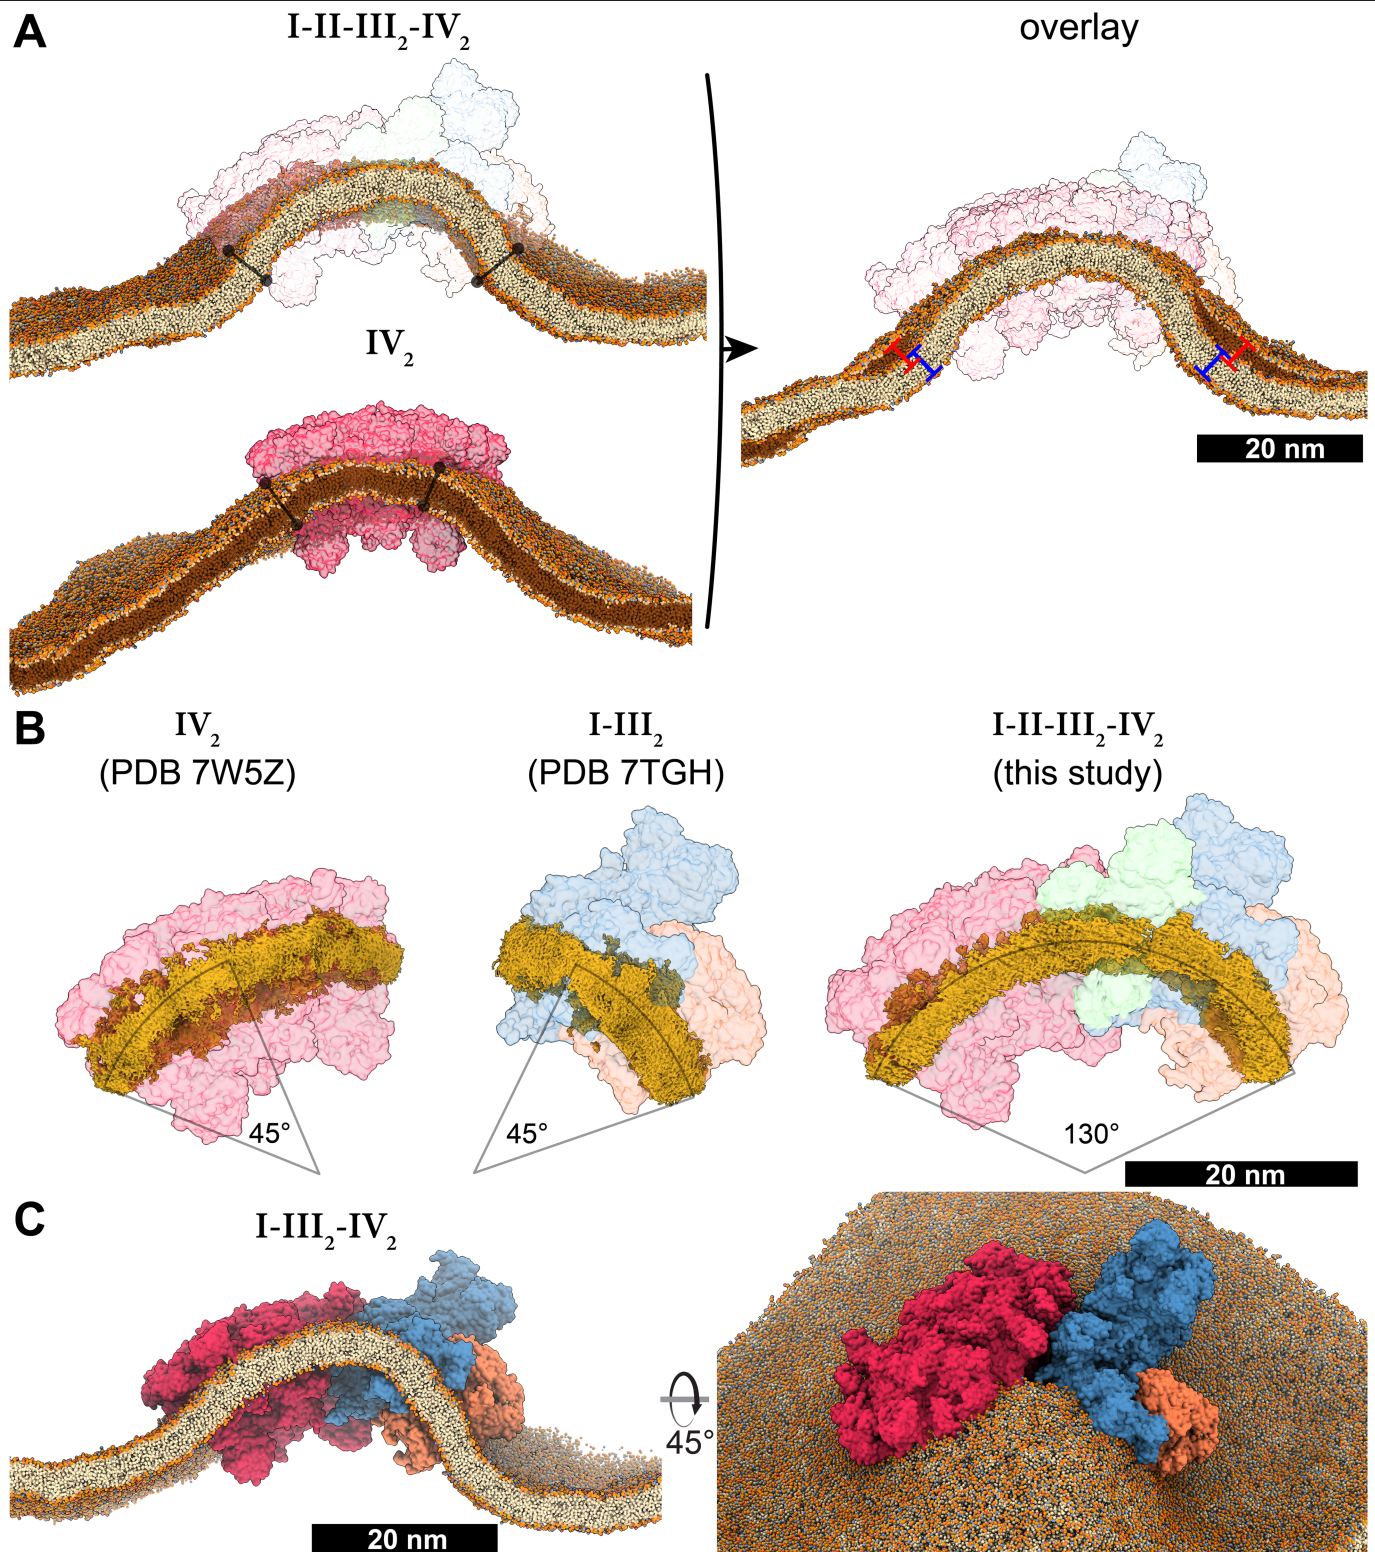 A
I-II-III₂-IV₂
overlay
IV₂
20 nm
B
IV₂
(PDB 7W5Z)
I-III₂
(PDB 7TGH)
I-II-III₂-IV₂
(this study)
45°
45°
130°
20 nm
C
I-III₂-IV₂
45°
20 nm